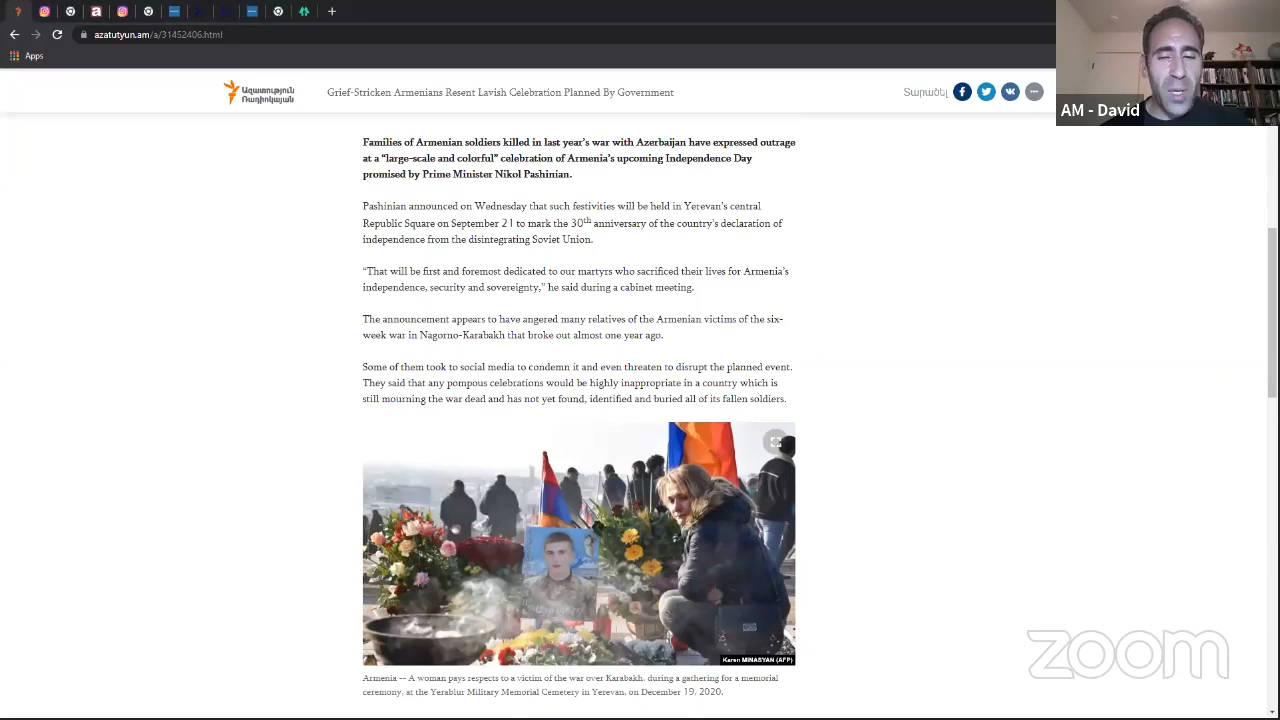 azatutyun.am/a/31452406.html
Apps
AM - David
Ազատություն
Ռադիոկայան
Grief-Stricken Armenians Resent Lavish Celebration Planned By Government
Տարածել
Families of Armenian soldiers killed in last year's war with Azerbaijan have expressed outrage
at a “large-scale and colorful” celebration of Armenia's upcoming Independence Day
promised by Prime Minister Nikol Pashinian.
Pashinian announced on Wednesday that such festivities will be held in Yerevan's central
Republic Square on September 21 to mark the 30th anniversary of the country's declaration of
independence from the disintegrating Soviet Union.
“That will be first and foremost dedicated to our martyrs who sacrificed their lives for Armenia's
independence, security and sovereignty,” he said during a cabinet meeting.
The announcement appears to have angered many relatives of the Armenian victims of the six-
week war in Nagorno-Karabakh that broke out almost one year ago.
Some of them took to social media to condemn it and even threaten to disrupt the planned event.
They said that any pompous celebrations would be highly inappropriate in a country which is
still mourning the war dead and has not yet found, identified and buried all of its fallen soldiers.
Karen MINASYAN (AFP)
Armenia -- A woman pays respects to a victim of the war over Karabakh, during a gathering for a memorial
ceremony, at the Yerablur Military Memorial Cemetery in Yerevan, on December 19, 2020.
zoom